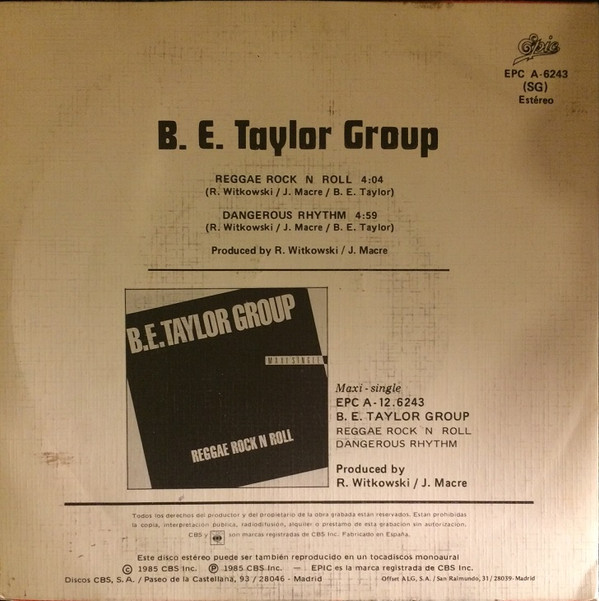 Epic
EPC A-6243
(SG)
Estéreo
B. E. Taylor Group
REGGAE ROCK N ROLL 4:04
(R. Witkowski / J. Macre / B. E. Taylor)
DANGEROUS RHYTHM 4:59
(R. Witkowski / J. Macre / B. E. Taylor)
Produced by R. Witkowski / J. Macre
B.E. TAYLOR GROUP
MAXI SINGLE
REGGAE ROCK N ROLL
Maxi-single
EPC A-12.6243
B. E. TAYLOR GROUP
REGGAE ROCK N ROLL
DANGEROUS RHYTHM
Produced by
R. Witkowski / J. Macre
Todos los derechos del productor y del propietario de la obra grabada están reservados. Están prohibidas
la copia, interpretación pública, radiodifusión, alquiler o préstamo de esta grabación sin autorización.
CBS y son marcas registradas de CBS Inc. Fabricado en España.
Este disco estéreo puede ser también reproducido en un tocadiscos monoaural
© 1985 CBS Inc. ℗ 1985 CBS Inc. — EPIC es la marca registrada de CBS Inc.
Discos CBS, S.A. / Paseo de la Castellana, 93 / 28046 - Madrid
Offset ALG, S.A. / San Raimundo, 31 / 28039-Madrid